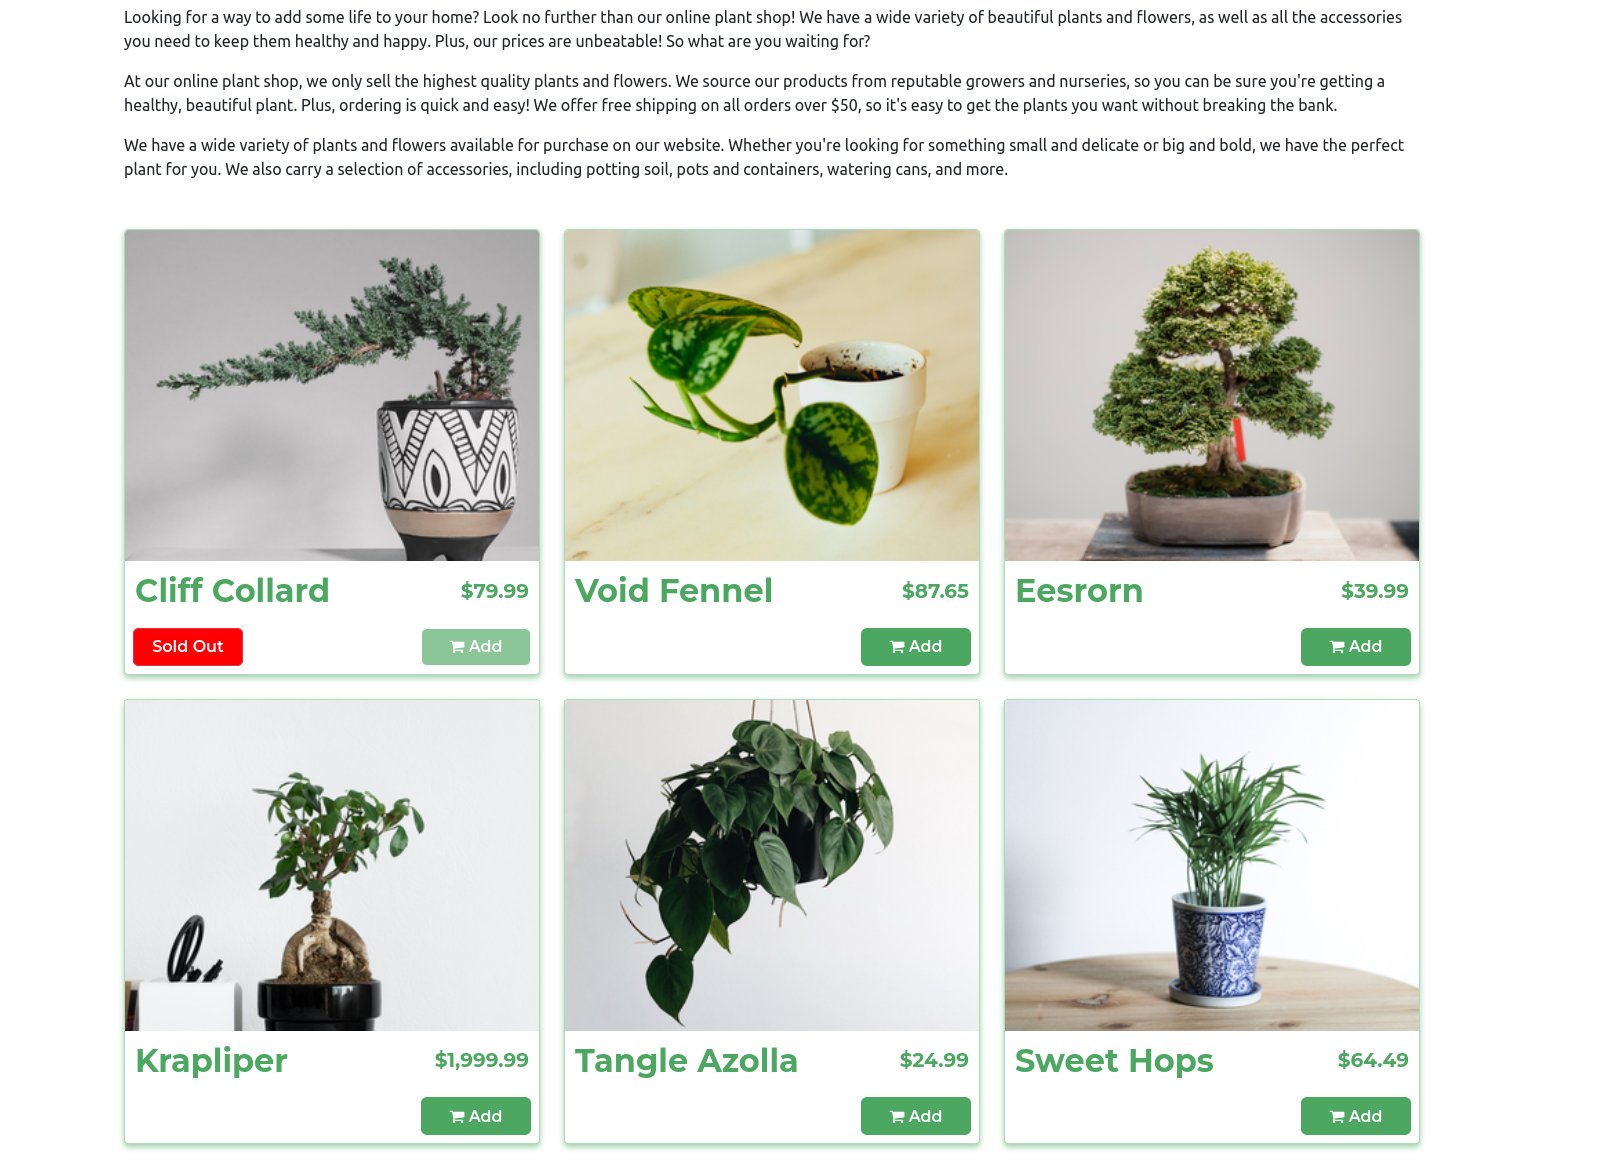 Looking for a way to add some life to your home? Look no further than our online plant shop! We have a wide variety of beautiful plants and flowers, as well as all the accessories
you need to keep them healthy and happy. Plus, our prices are unbeatable! So what are you waiting for?
At our online plant shop, we only sell the highest quality plants and flowers. We source our products from reputable growers and nurseries, so you can be sure you're getting a
healthy, beautiful plant. Plus, ordering is quick and easy! We offer free shipping on all orders over $50, so it's easy to get the plants you want without breaking the bank.
We have a wide variety of plants and flowers available for purchase on our website. Whether you're looking for something small and delicate or big and bold, we have the perfect
plant for you. We also carry a selection of accessories, including potting soil, pots and containers, watering cans, and more.
Cliff Collard
$79.99
Sold Out
Add
Void Fennel
$87.65
Add
Eesrorn
$39.99
Add
Krapliper
$1,999.99
Add
Tangle Azolla
$24.99
Add
Sweet Hops
$64.49
Add